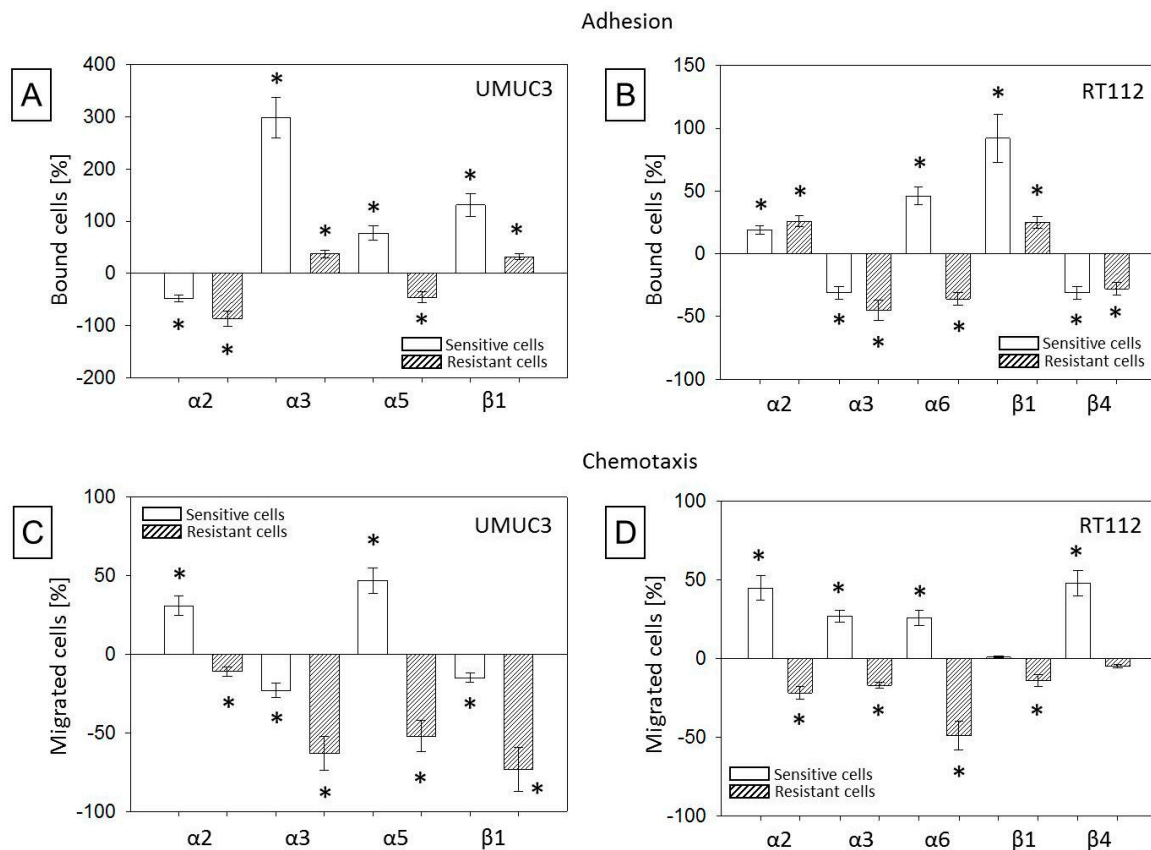 Adhesion
A
UMUC3
Bound cells [%]
400
300
200
100
0
-100
-200
*
*
*
*
*
*
*
*
Sensitive cells
Resistant cells
α2 α3 α5 β1
B
RT112
Bound cells [%]
150
100
50
0
-50
-100
*
*
*
*
*
*
*
*
*
*
Sensitive cells
Resistant cells
α2 α3 α6 β1 β4
Chemotaxis
C
UMUC3
Migrated cells [%]
100
50
0
-50
-100
Sensitive cells
Resistant cells
*
*
*
*
*
*
*
*
α2 α3 α5 β1
D
RT112
Migrated cells [%]
100
50
0
-50
-100
*
*
*
*
*
*
*
*
Sensitive cells
Resistant cells
α2 α3 α6 β1 β4